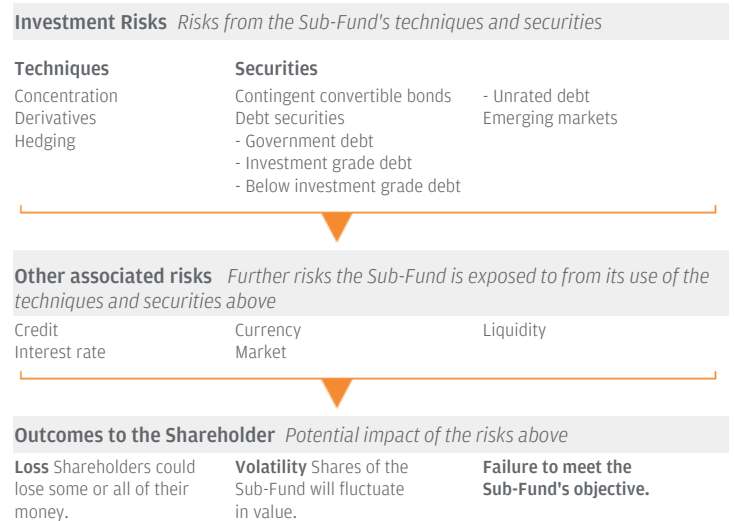 Investment Risks Risks from the Sub-Fund's techniques and securities
Techniques
Concentration
Derivatives
Hedging
Securities
Contingent convertible bonds
Debt securities
- Government debt
- Investment grade debt
- Below investment grade debt
- Unrated debt
Emerging markets
Other associated risks Further risks the Sub-Fund is exposed to from its use of the
techniques and securities above
Credit
Interest rate
Currency
Market
Liquidity
Outcomes to the Shareholder Potential impact of the risks above
Loss Shareholders could
lose some or all of their
money.
Volatility Shares of the
Sub-Fund will fluctuate
in value.
Failure to meet the
Sub-Fund's objective.